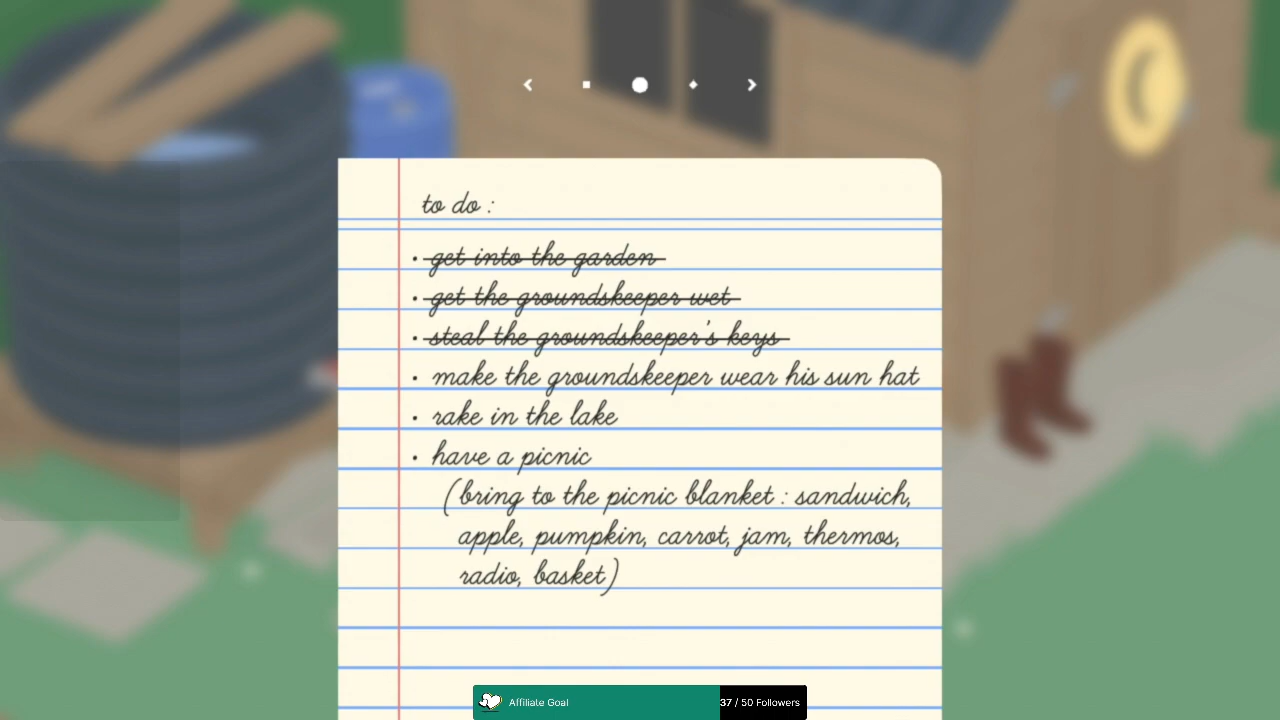 to do :
• get into the garden
• get the groundskeeper wet
• steal the groundskeeper's keys
• make the groundskeeper wear his sun hat
• rake in the lake
• have a picnic
(bring to the picnic blanket : sandwich,
apple, pumpkin, carrot, jam, thermos,
radio, basket)
Affiliate Goal
37 / 50 Followers